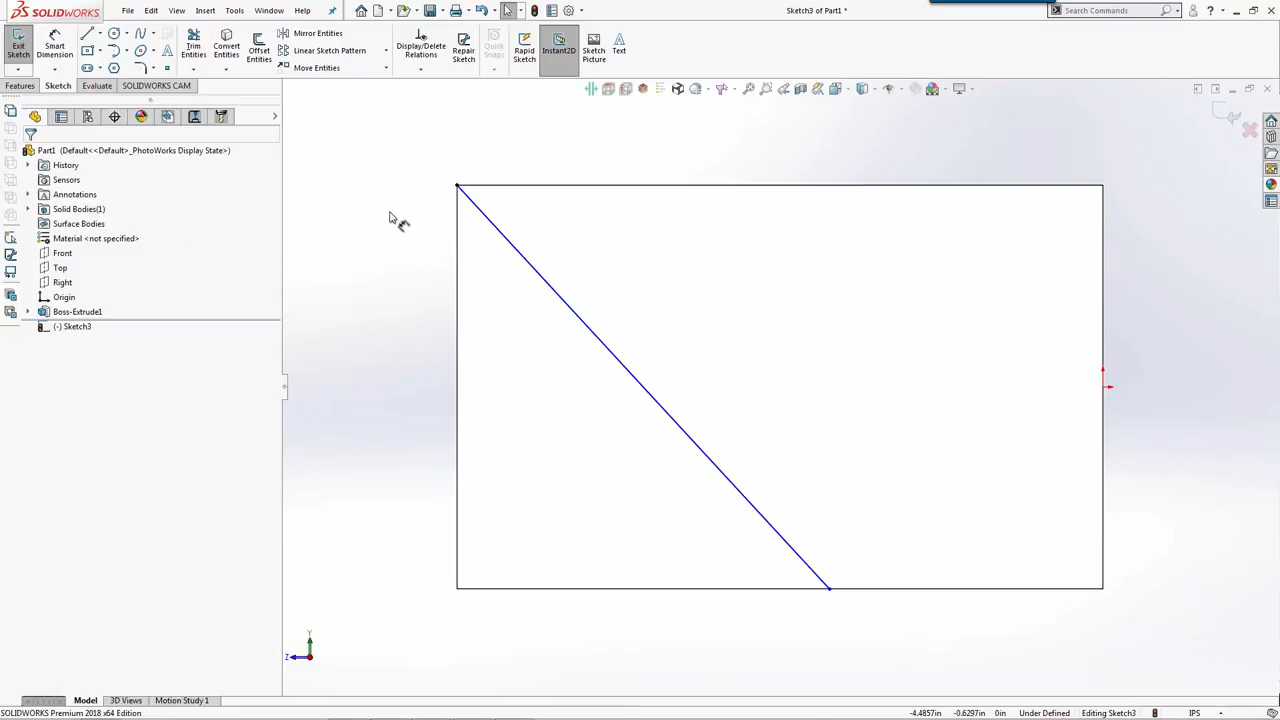 SOLIDWORKS File Edit View Insert Tools Window Help Sketch3 of Part1 * Search Commands ?
Exit Sketch Smart Dimension Trim Entities Convert Entities Offset Entities Mirror Entities Linear Sketch Pattern Move Entities Display/Delete Relations Repair Sketch Quick Snaps Rapid Sketch Instant2D Sketch Picture Text
Features Sketch Evaluate SOLIDWORKS CAM
Part1 (Default<<Default>_PhotoWorks Display State>)
History
Sensors
Annotations
Solid Bodies(1)
Surface Bodies
Material <not specified>
Front
Top
Right
Origin
Boss-Extrude1
(-) Sketch3
Y
Z
Model 3D Views Motion Study 1
SOLIDWORKS Premium 2018 x64 Edition -4.4857in -0.6297in 0in Under Defined Editing Sketch3 IPS